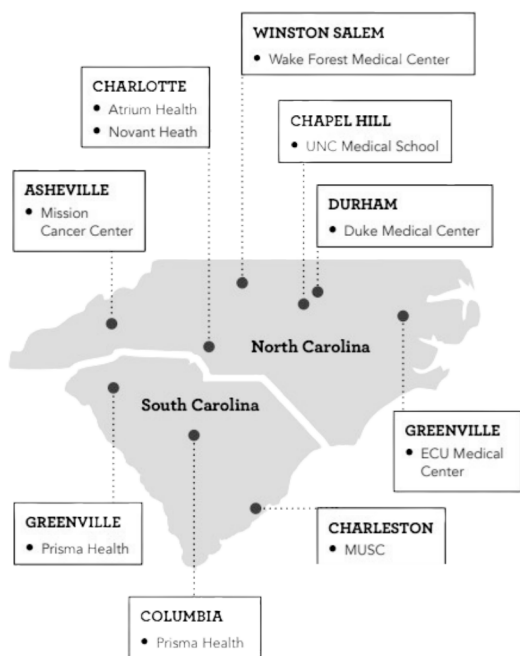 WINSTON SALEM
• Wake Forest Medical Center
CHARLOTTE
• Atrium Health
• Novant Heath
CHAPEL HILL
• UNC Medical School
ASHEVILLE
• Mission
Cancer Center
DURHAM
• Duke Medical Center
North Carolina
South Carolina
GREENVILLE
• ECU Medical
Center
GREENVILLE
• Prisma Health
CHARLESTON
• MUSC
COLUMBIA
• Prisma Health